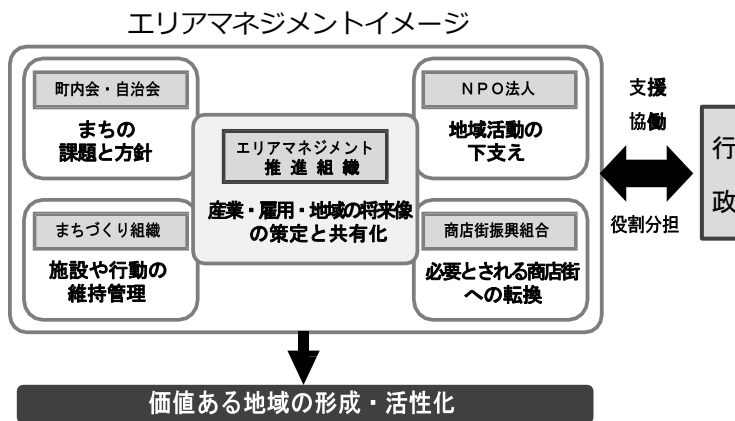 エリアマネジメントイメージ
町内会・自治会
まちの
課題と方針
NPO法人
地域活動の
下支え
エリアマネジメント
推進組織
産業・雇用・地域の将来像
の策定と共有化
まちづくり組織
施設や行動の
維持管理
商店街振興組合
必要とされる商店街
への転換
支援
協働
役割分担
行
政
価値ある地域の形成・活性化